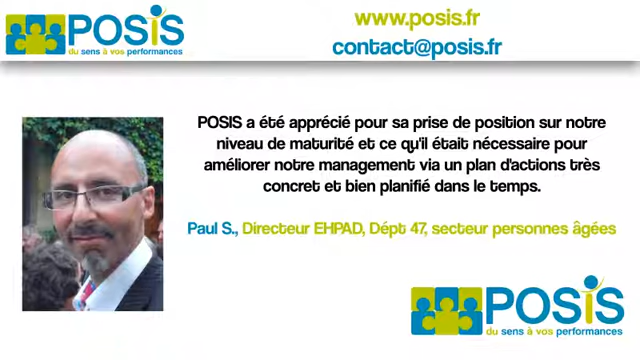 POSiS
du sens à vos performances
www.posis.fr
contact@posis.fr
POSIS a été apprécié pour sa prise de position sur notre
niveau de maturité et ce qu'il était nécessaire pour
améliorer notre management via un plan d'actions très
concret et bien planifié dans le temps.
Paul S., Directeur EHPAD, Dépt 47, secteur personnes âgées
POSiS
du sens à vos performances